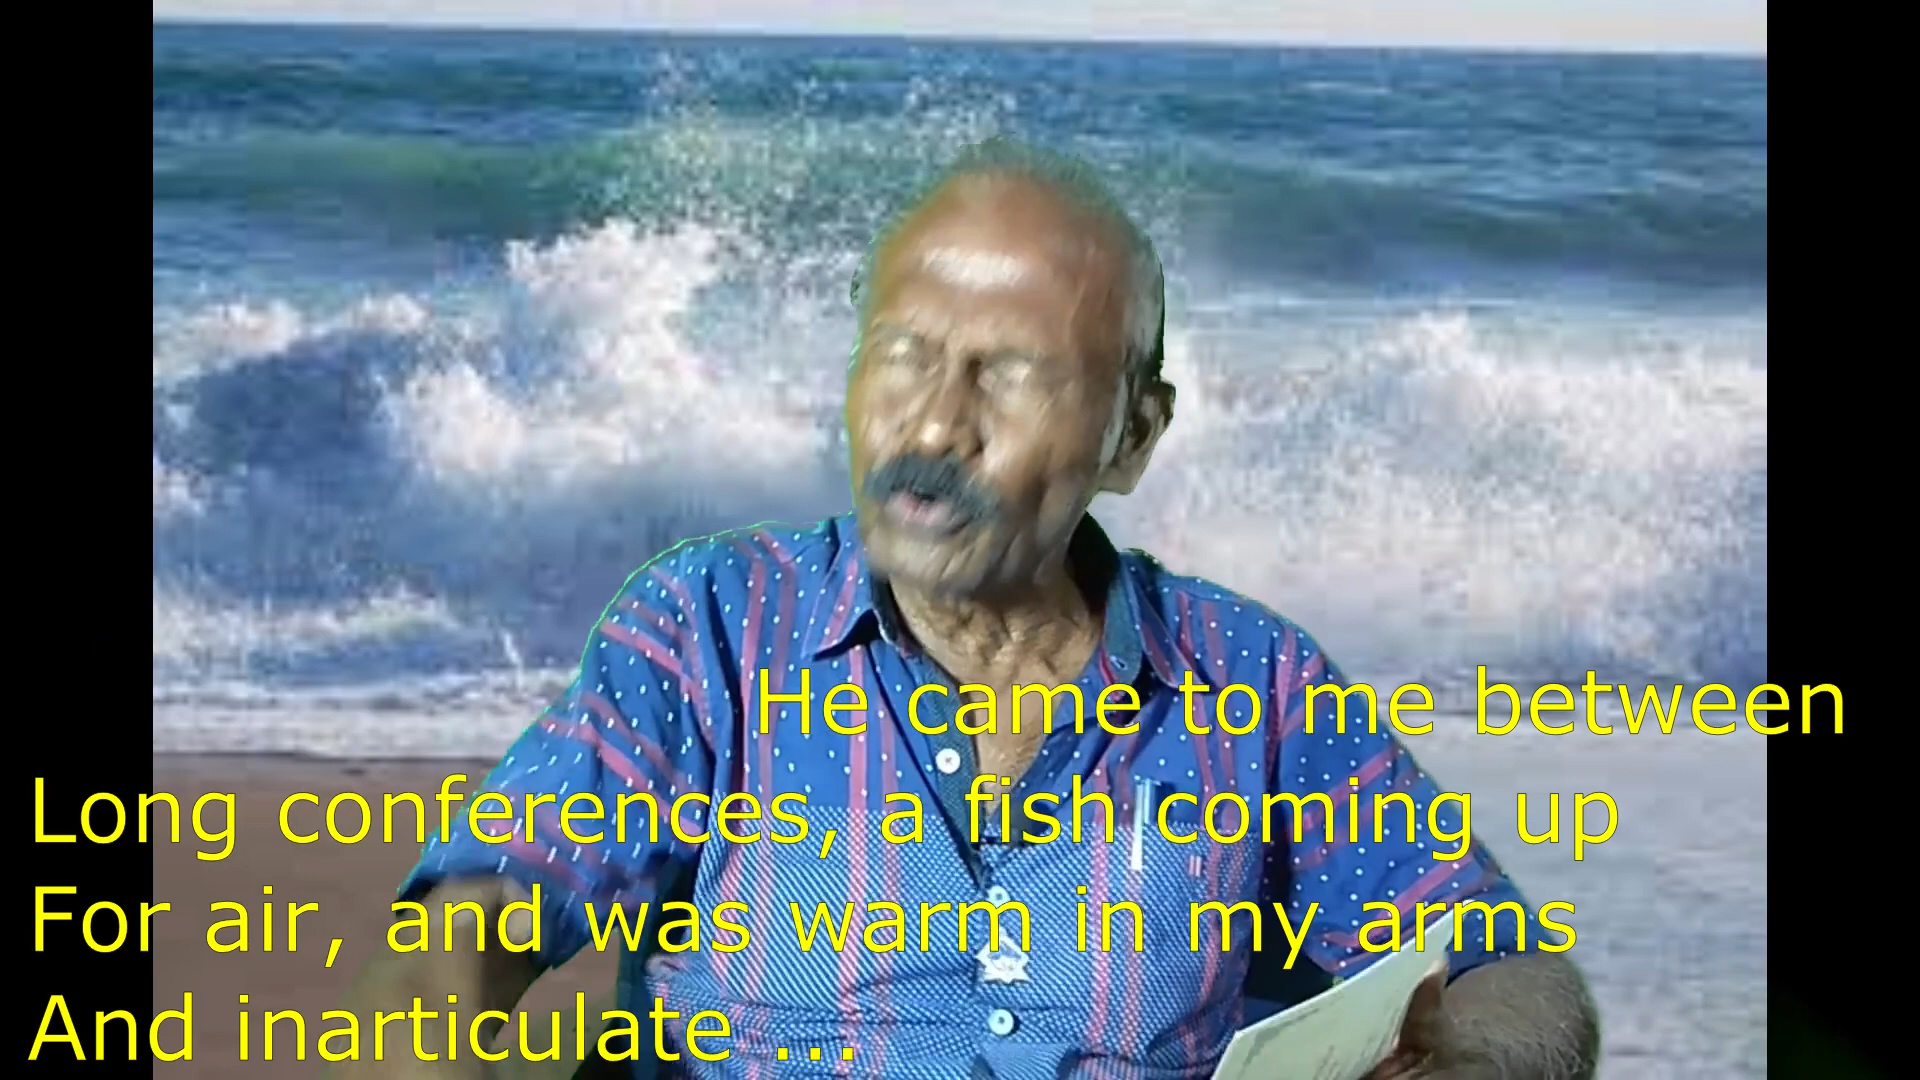 He came to me between
Long conferences, a fish coming up
For air, and was warm in my arms
And inarticulate ...